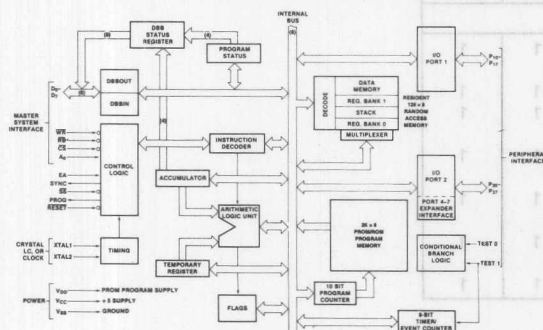 INTERNAL
BUS
(8)
DBB
STATUS
REGISTER
(8)
(4)
PROGRAM
STATUS
I/O
PORT 1
P10-
P17
DBBOUT
DBBIN
D0-
D7
(8)
MASTER
SYSTEM
INTERFACE
DECODE
DATA
MEMORY
REG. BANK 1
STACK
REG. BANK 0
MULTIPLEXER
RESIDENT
RANDOM
ACCESS
MEMORY
WR
RD
CS
A0
EA
SYNC
SS
PROG
RESET
CONTROL
LOGIC
(4)
INSTRUCTION
DECODER
PERIPHERAL
INTERFACE
ACCUMULATOR
I/O
PORT 2
PORT 4-7
EXPANDER
INTERFACE
P20-
P27
ARITHMETIC
LOGIC UNIT
PROM/ROM
PROGRAM
MEMORY
CONDITIONAL
BRANCH
LOGIC
TEST 0
TEST 1
CRYSTAL
LC, OR
CLOCK
XTAL1
XTAL2
TIMING
TEMPORARY
REGISTER
10 BIT
PROGRAM
COUNTER
POWER
VDD
PROM PROGRAM SUPPLY
VCC
+ 5 SUPPLY
VSS
GROUND
FLAGS
8-BIT
TIMER/
EVENT COUNTER